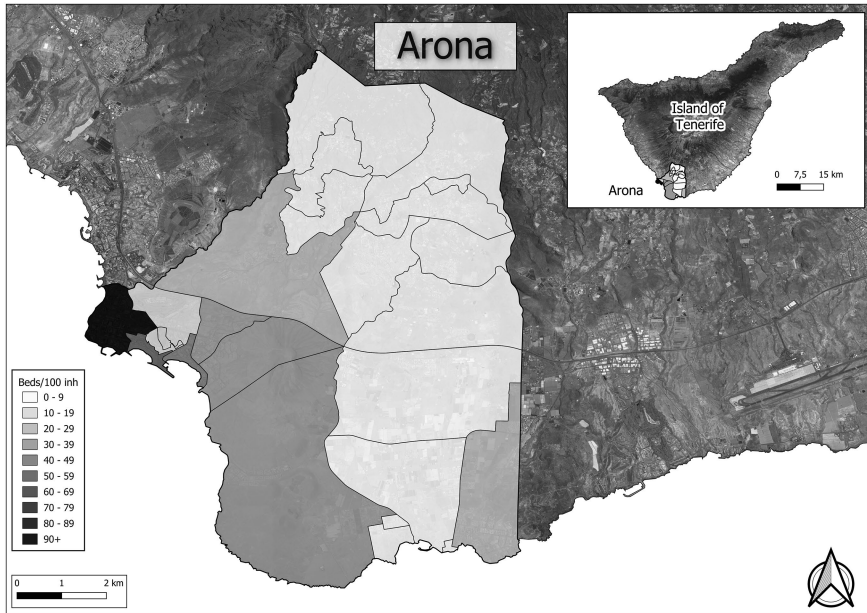 Arona
Island of
Tenerife
Arona
0 7,5 15 km
Beds/100 inh
0 - 9
10 - 19
20 - 29
30 - 39
40 - 49
50 - 59
60 - 69
70 - 79
80 - 89
90+
0 1 2 km